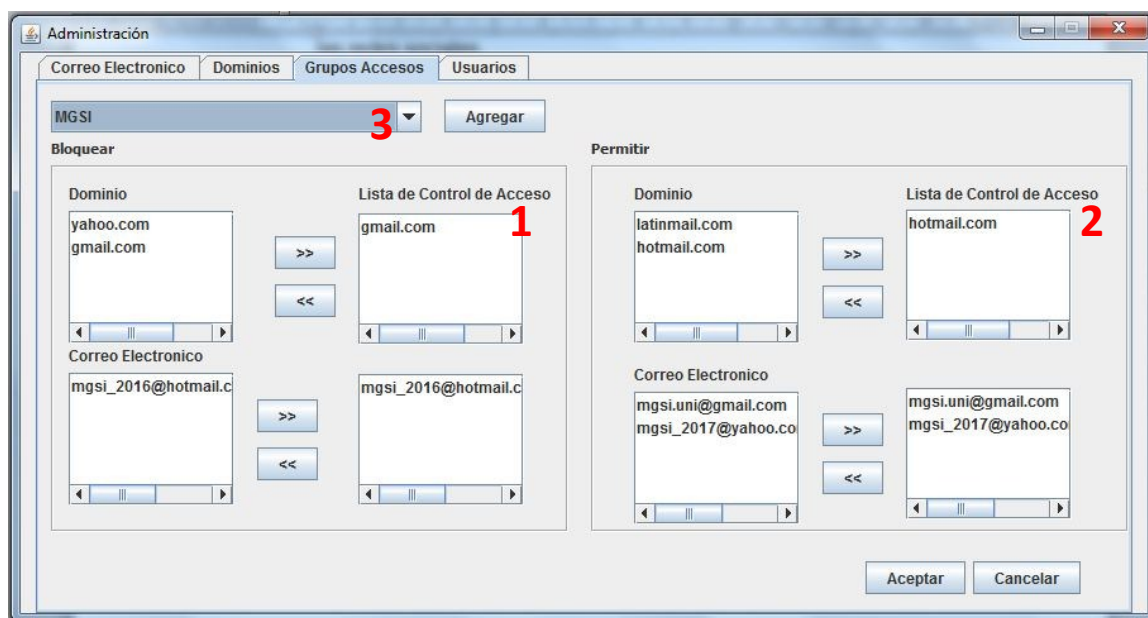 Administración
Correo Electronico Dominios Grupos Accesos Usuarios
MGSI 3 Agregar
Bloquear
Dominio
yahoo.com
gmail.com
>>
<<
Lista de Control de Acceso
gmail.com
1
Correo Electronico
mgsi_2016@hotmail.c
>>
<<
mgsi_2016@hotmail.c
Permitir
Dominio
latinmail.com
hotmail.com
>>
<<
Lista de Control de Acceso
hotmail.com
2
Correo Electronico
mgsi.uni@gmail.com
mgsi_2017@yahoo.co
>>
<<
mgsi.uni@gmail.com
mgsi_2017@yahoo.co
Aceptar Cancelar